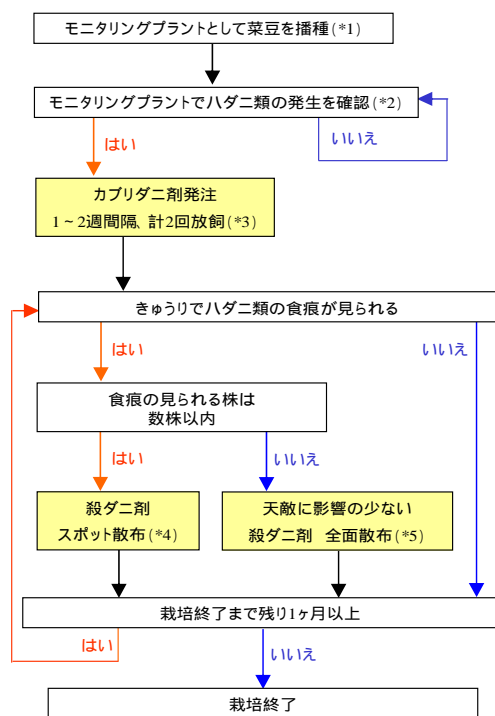 モニタリングプラントとして菜豆を播種(*1)
モニタリングプラントでハダニ類の発生を確認(*2)
はい
いいえ
カブリダニ剤発注
1~2週間隔、計2回放飼(*3)
きゅうりでハダニ類の食痕が見られる
はい
いいえ
食痕の見られる株は
数株以内
はい
いいえ
殺ダニ剤
スポット散布(*4)
天敵に影響の少ない
殺ダニ剤 全面散布(*5)
栽培終了まで残り1ヶ月以上
はい
いいえ
栽培終了